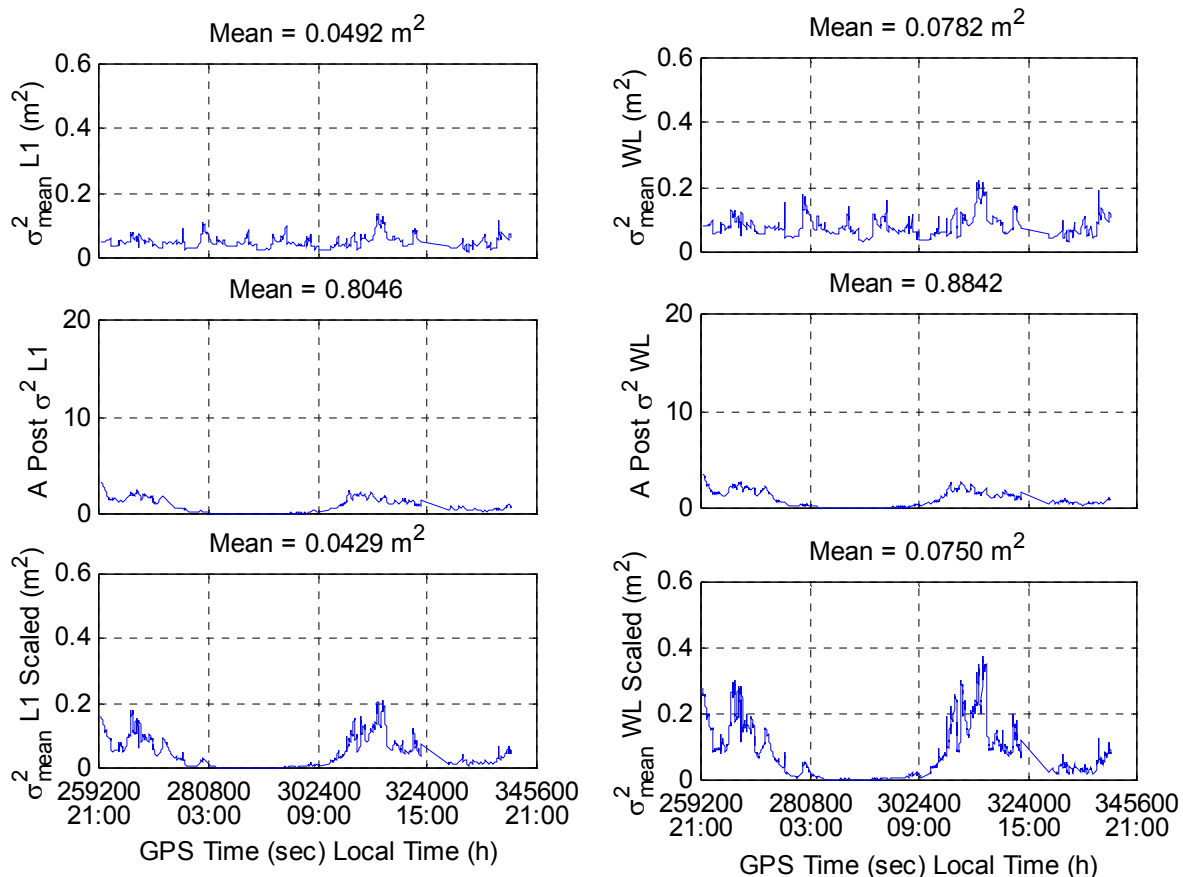 Mean = 0.0492 m²
σ²mean L1 (m²)
0.6
0.4
0.2
0
Mean = 0.0782 m²
σ²mean WL (m²)
0.6
0.4
0.2
0
Mean = 0.8046
A Post σ² L1
20
10
0
Mean = 0.8842
A Post σ² WL
20
10
0
Mean = 0.0429 m²
σ²mean L1 Scaled (m²)
0.6
0.4
0.2
0
259200 280800 302400 324000 345600
21:00 03:00 09:00 15:00 21:00
GPS Time (sec) Local Time (h)
Mean = 0.0750 m²
σ²mean WL Scaled (m²)
0.6
0.4
0.2
0
259200 280800 302400 324000 345600
21:00 03:00 09:00 15:00 21:00
GPS Time (sec) Local Time (h)